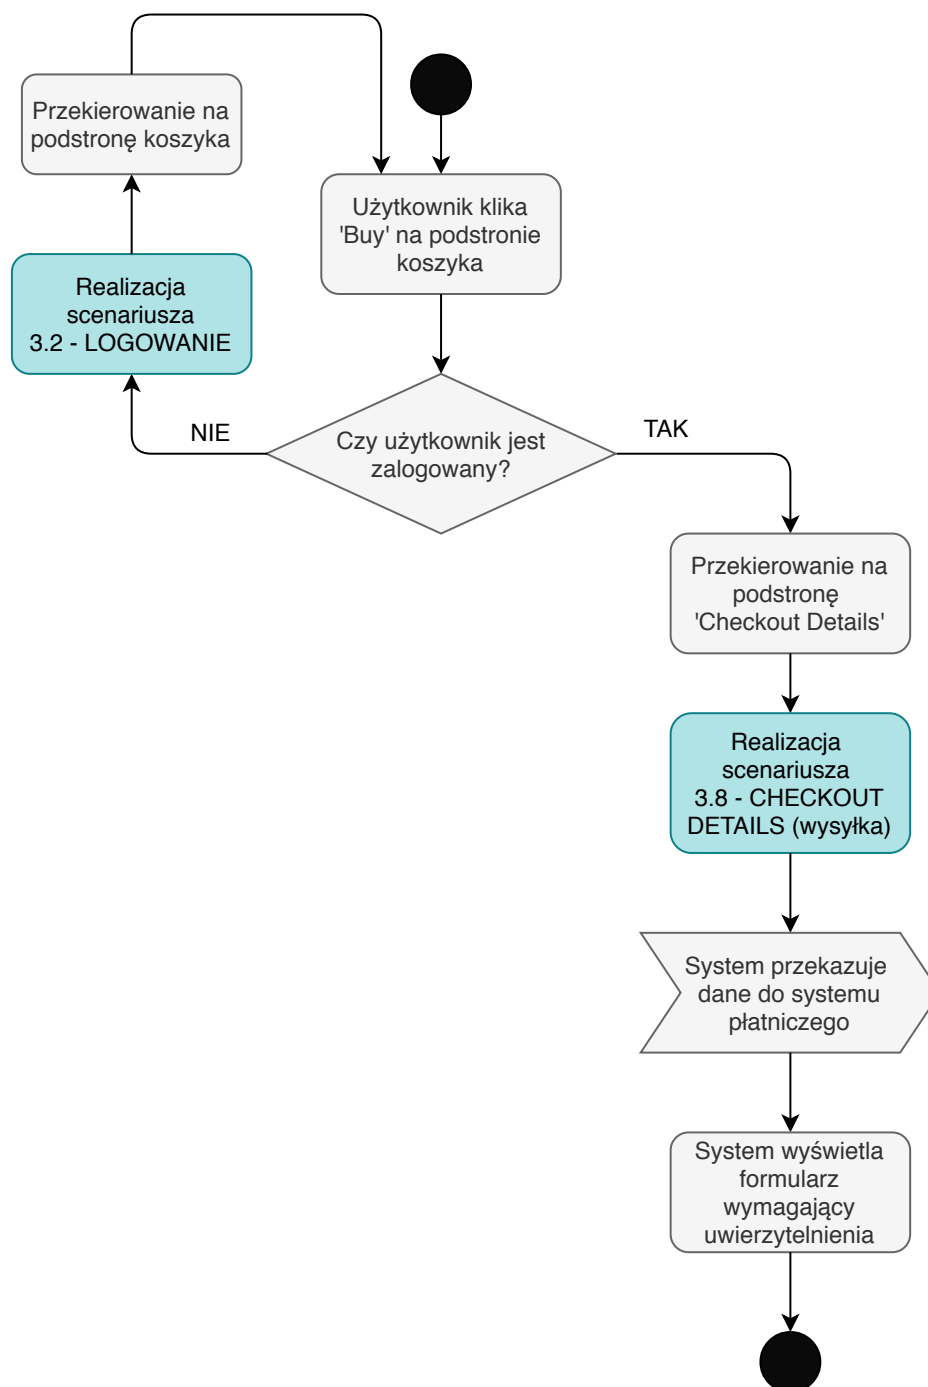 Przekierowanie na
podstronę koszyka
Użytkownik klika
'Buy' na podstronie
koszyka
Realizacja
scenariusza
3.2 - LOGOWANIE
NIE
Czy użytkownik jest
zalogowany?
TAK
Przekierowanie na
podstronę
'Checkout Details'
Realizacja
scenariusza
3.8 - CHECKOUT
DETAILS (wysyłka)
System przekazuje
dane do systemu
płatniczego
System wyświetla
formularz
wymagający
uwierzytelnienia